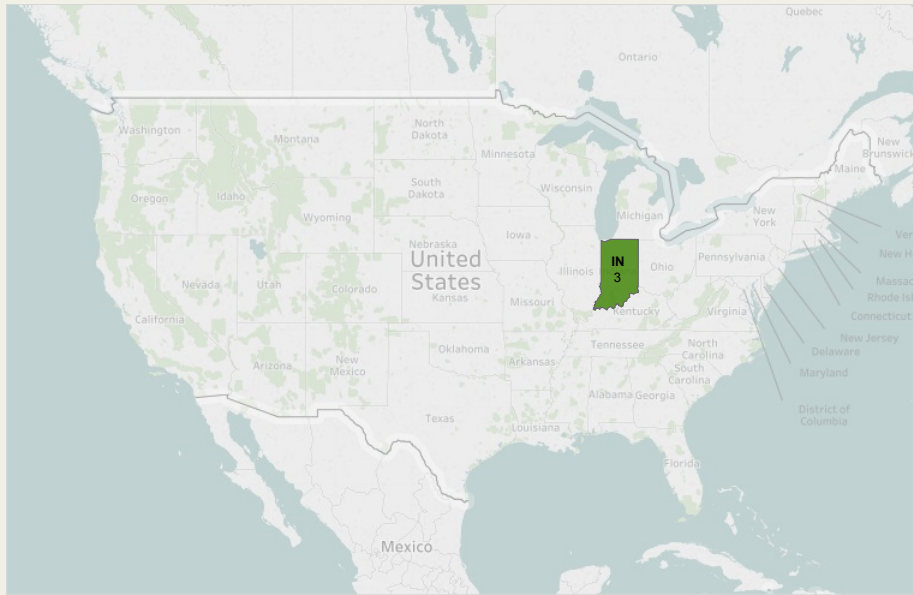 Quebec
Ontario
Washington
Montana
North
Dakota
Minnesota
New
Brunswick
Maine
Oregon
Idaho
South
Dakota
Wisconsin
Michigan
New
York
Wyoming
Iowa
Nebraska
United
States
Illinois
IN
3
Ohio
Pennsylvania
Nevada
Utah
Colorado
Kansas
Missouri
Kentucky
Virginia
California
Rhode Isl
Connecticut
New Jersey
Delaware
Maryland
District of
Columbia
Oklahoma
Arkansas
Tennessee
North
Carolina
South
Carolina
Arizona
New
Mexico
Texas
Louisiana
Alabama
Georgia
Florida
Mexico
Ver
New H
Massac